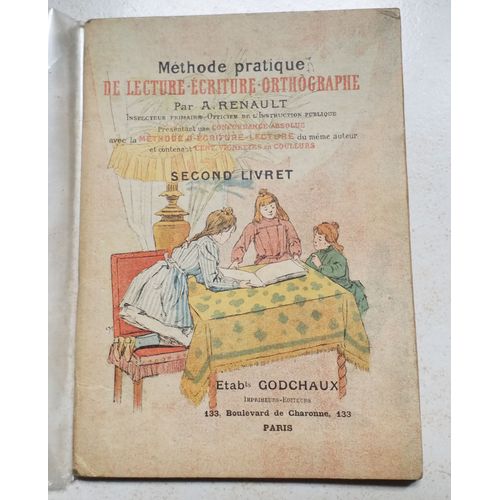 Méthode pratique
DE LECTURE-ÉCRITURE-ORTHOGRAPHE
Par A. RENAULT
INSPECTEUR PRIMAIRE-OFFICIER DE L'INSTRUCTION PUBLIQUE
Présentant une CONCORDANCE ABSOLUE
avec la MÉTHODE D'ÉCRITURE-LECTURE du même auteur
et contenant CENT VIGNETTES en COULEURS
SECOND LIVRET
Etabls GODCHAUX
IMPRIMEURS-EDITEURS
133, Boulevard de Charonne, 133
PARIS